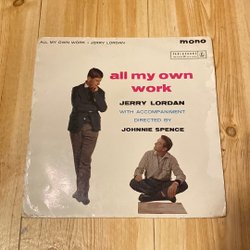 ALL MY OWN WORK - JERRY LORDAN
mono
PARLOPHONE
all my own
work
JERRY LORDAN
WITH ACCOMPANIMENT
DIRECTED BY
JOHNNIE SPENCE